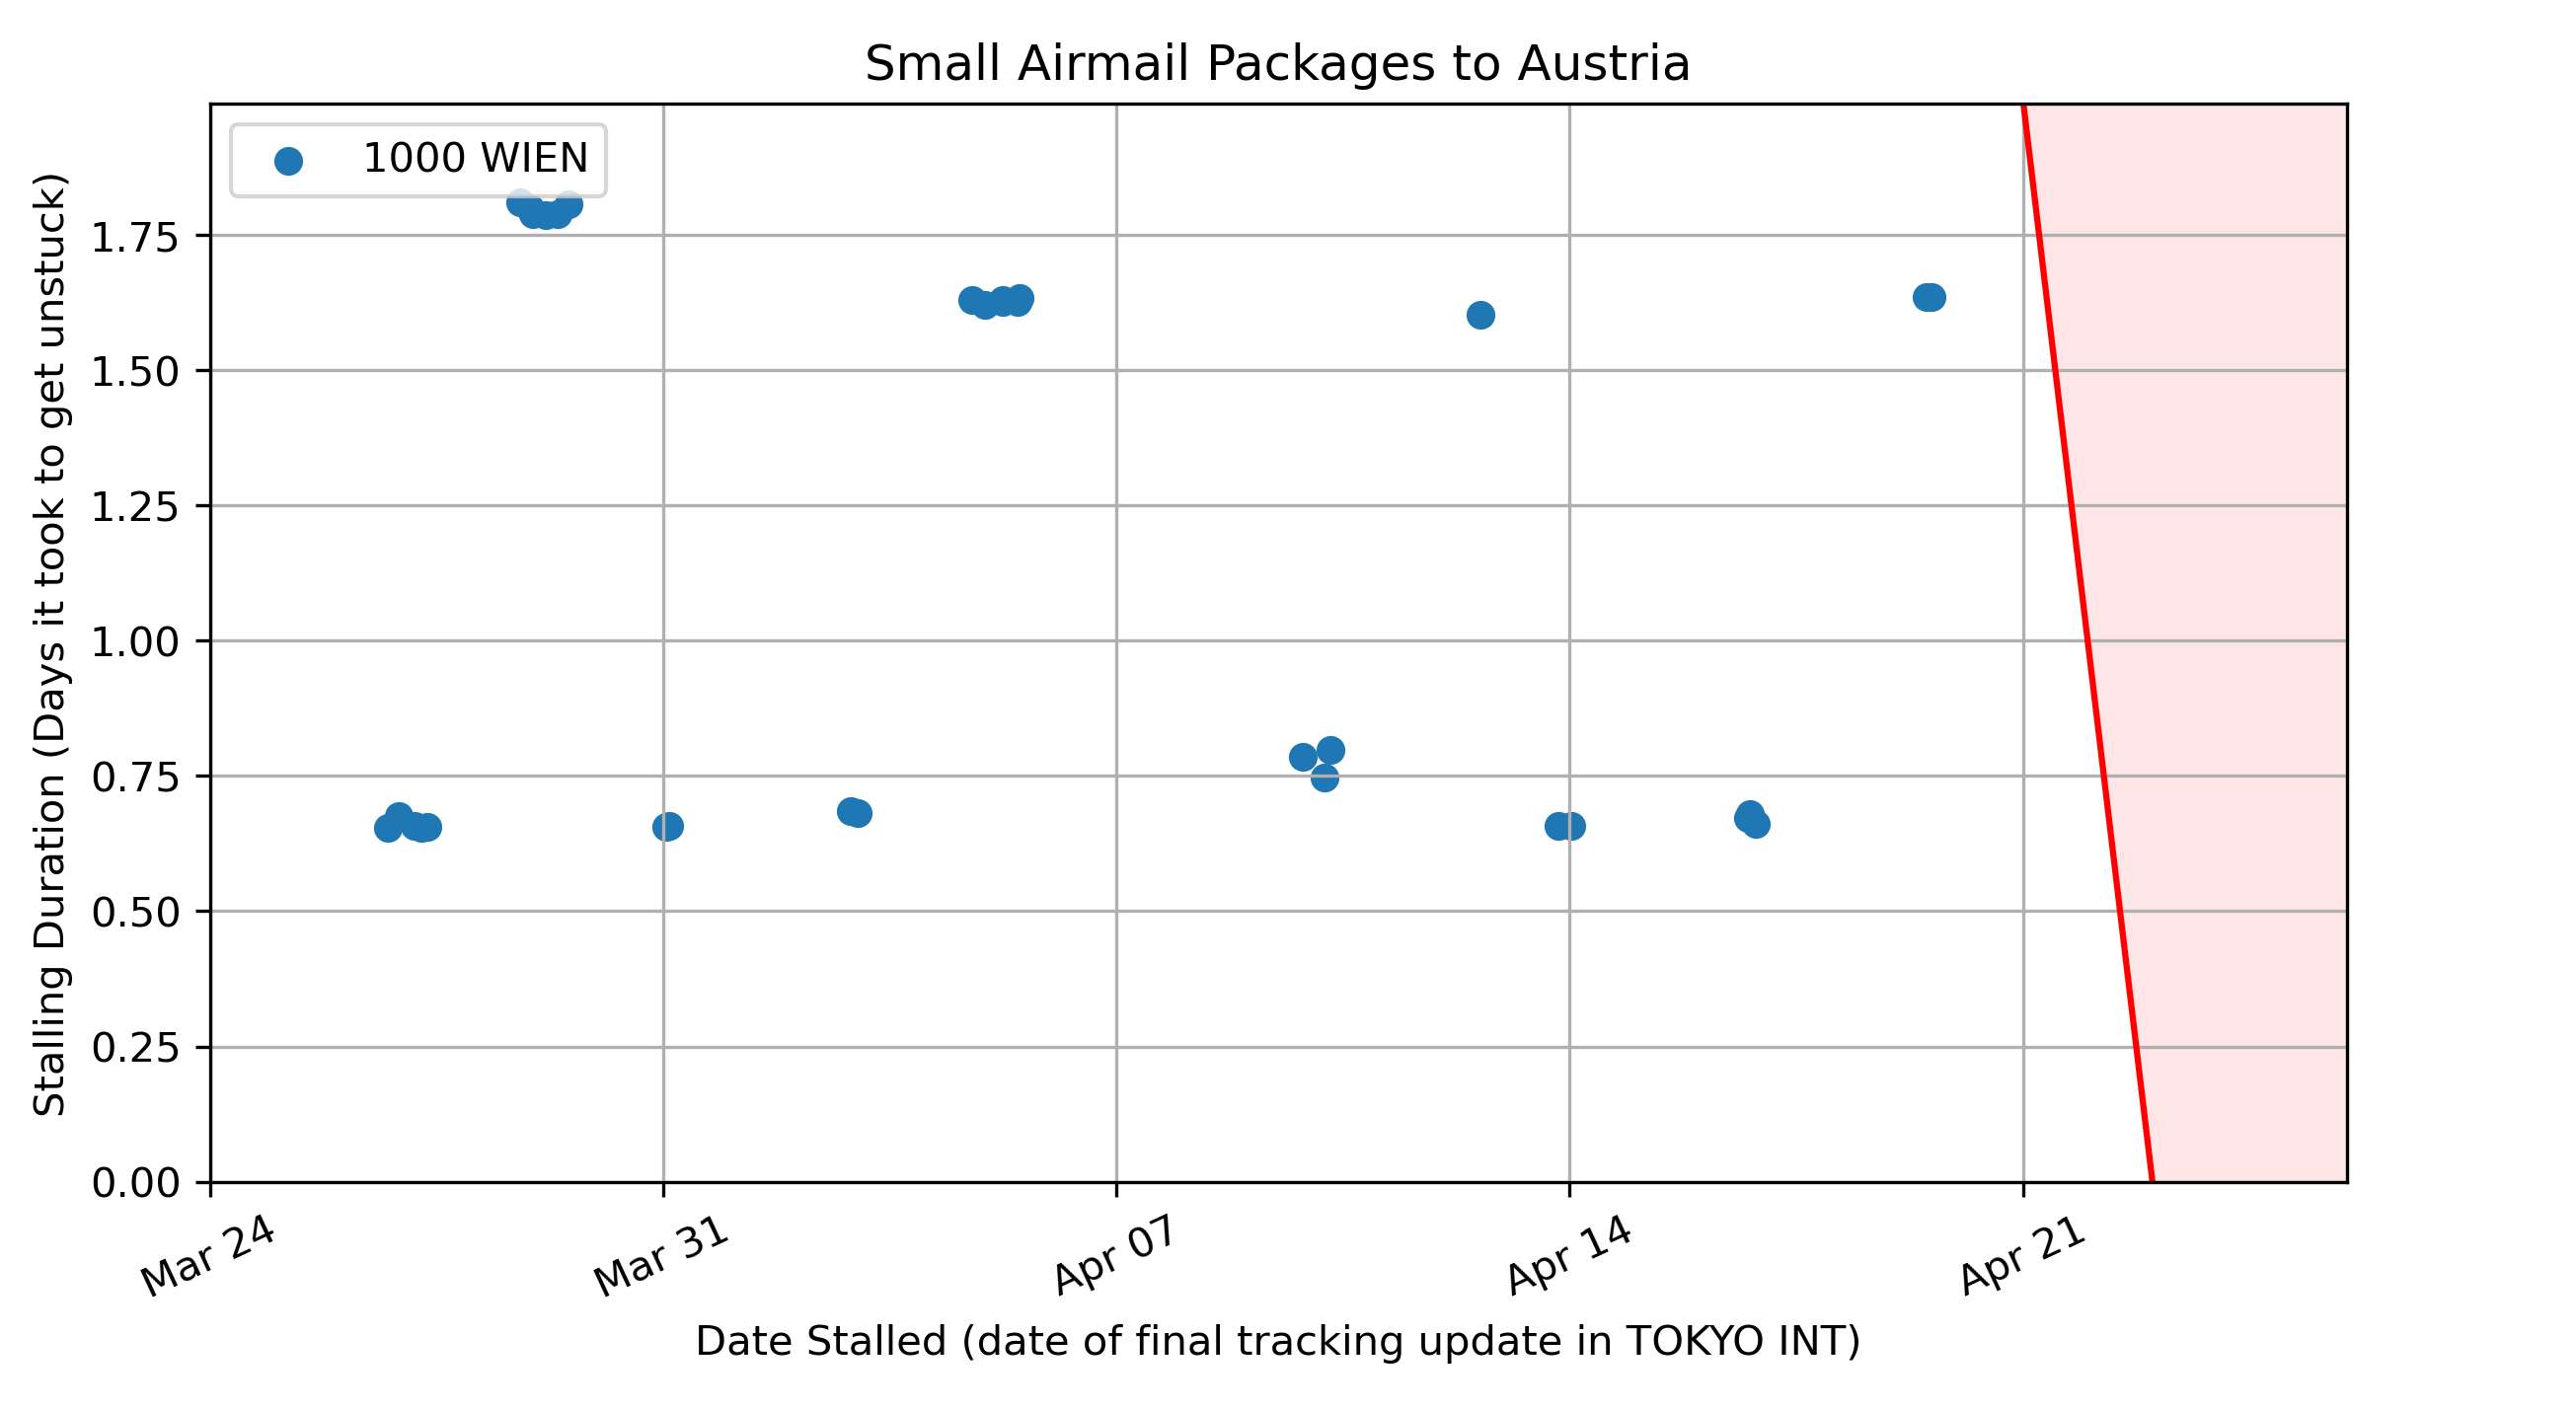 Small Airmail Packages to Austria
1000 WIEN
Stalling Duration (Days it took to get unstuck)
1.75
1.50
1.25
1.00
0.75
0.50
0.25
0.00
Mar 24
Mar 31
Apr 07
Apr 14
Apr 21
Date Stalled (date of final tracking update in TOKYO INT)